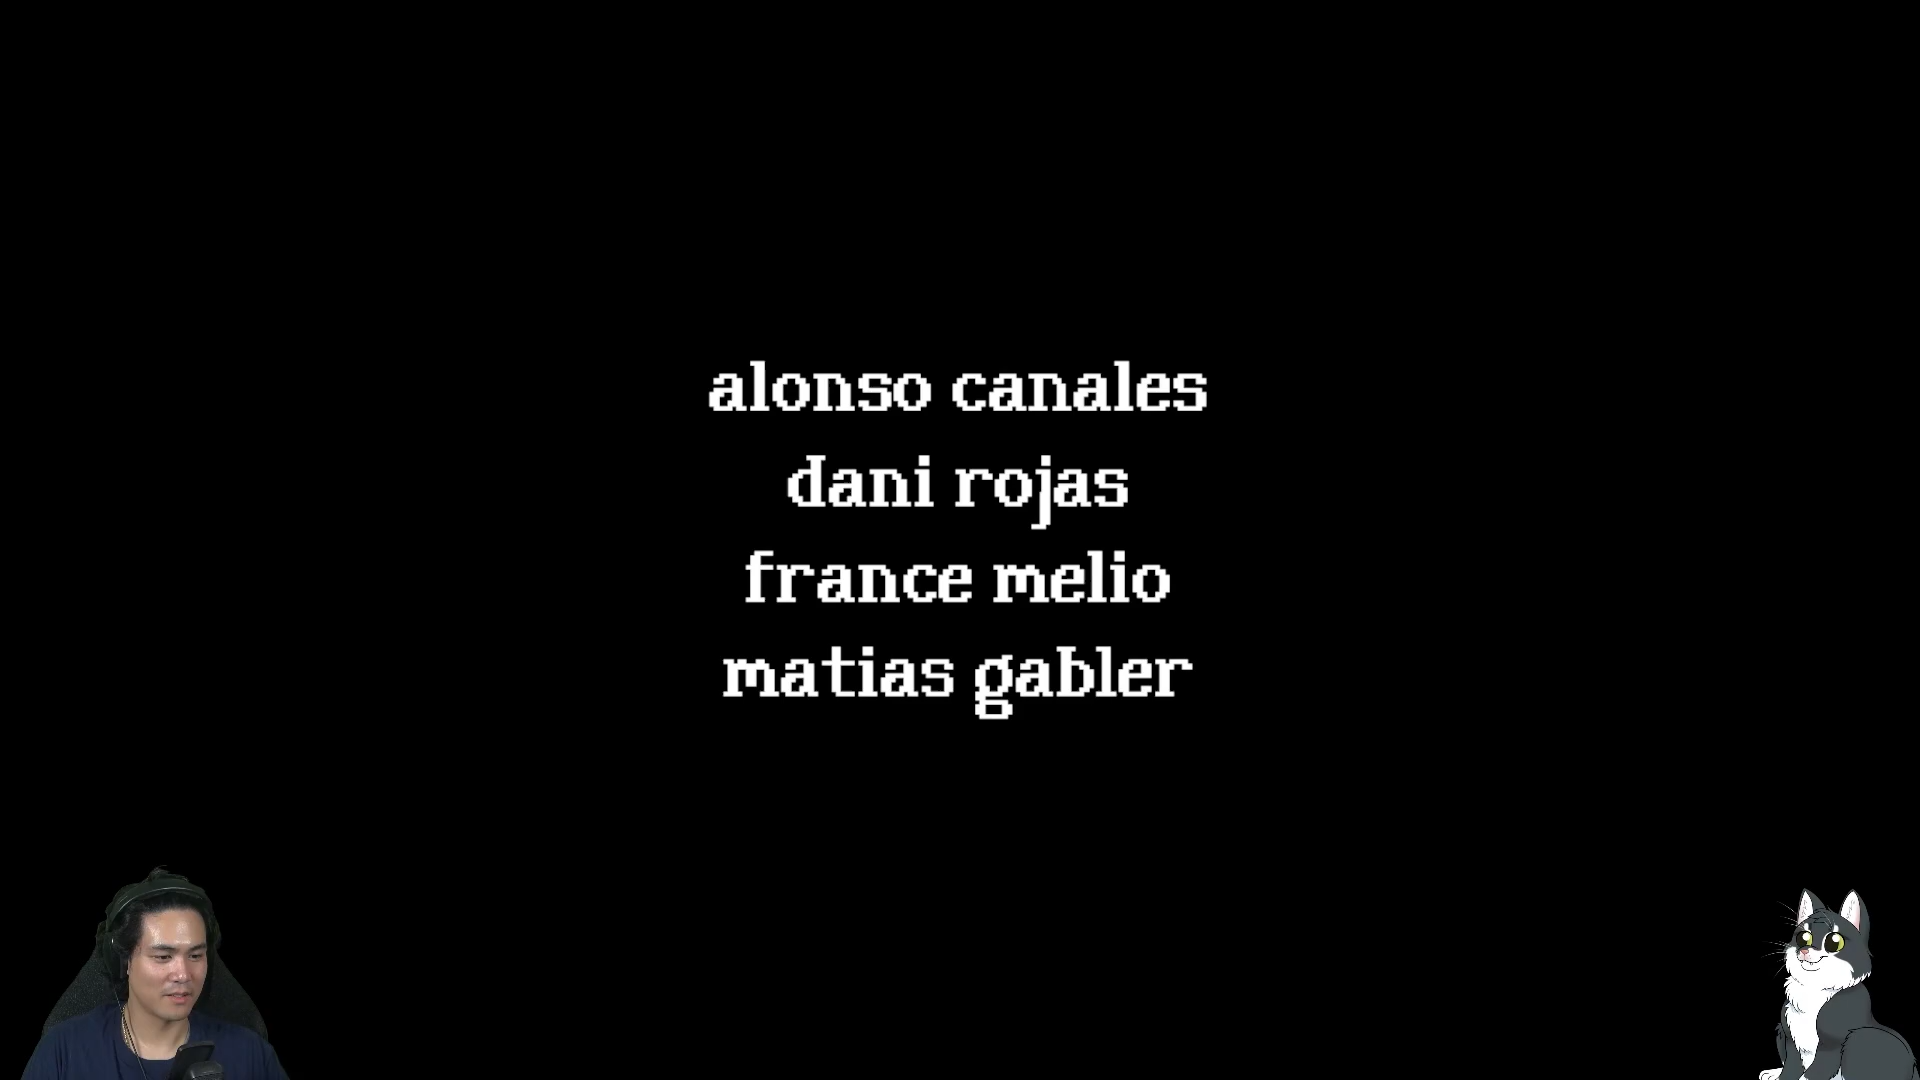 alonso canales
dani rojas
france melio
matias gabler